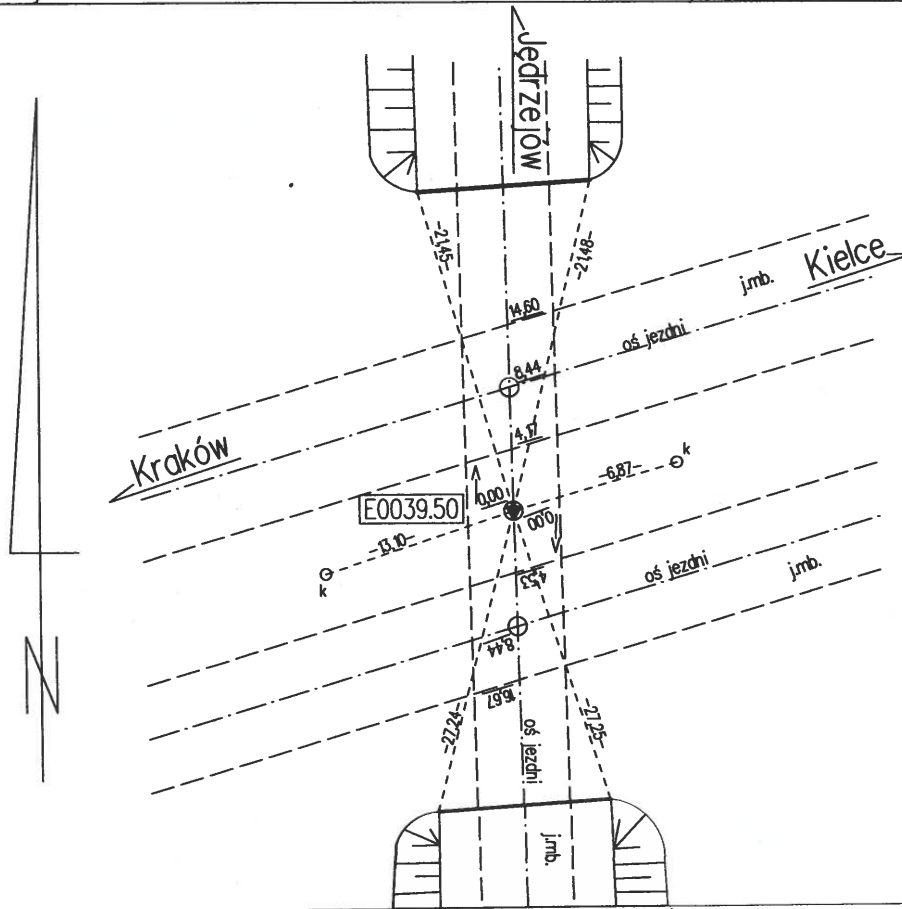 Jędrzejów
-21,45-
-21,48-
Kielce
j.mb.
14,60
oś jezdni
8,44
4,17
Kraków
k
-6,87-
0,00
E0039.50
0,00
-13,10-
k
4,53
oś jezdni
j.mb.
8,44
16,67
-27,24-
-27,25-
oś jezdni
j.mb.
N